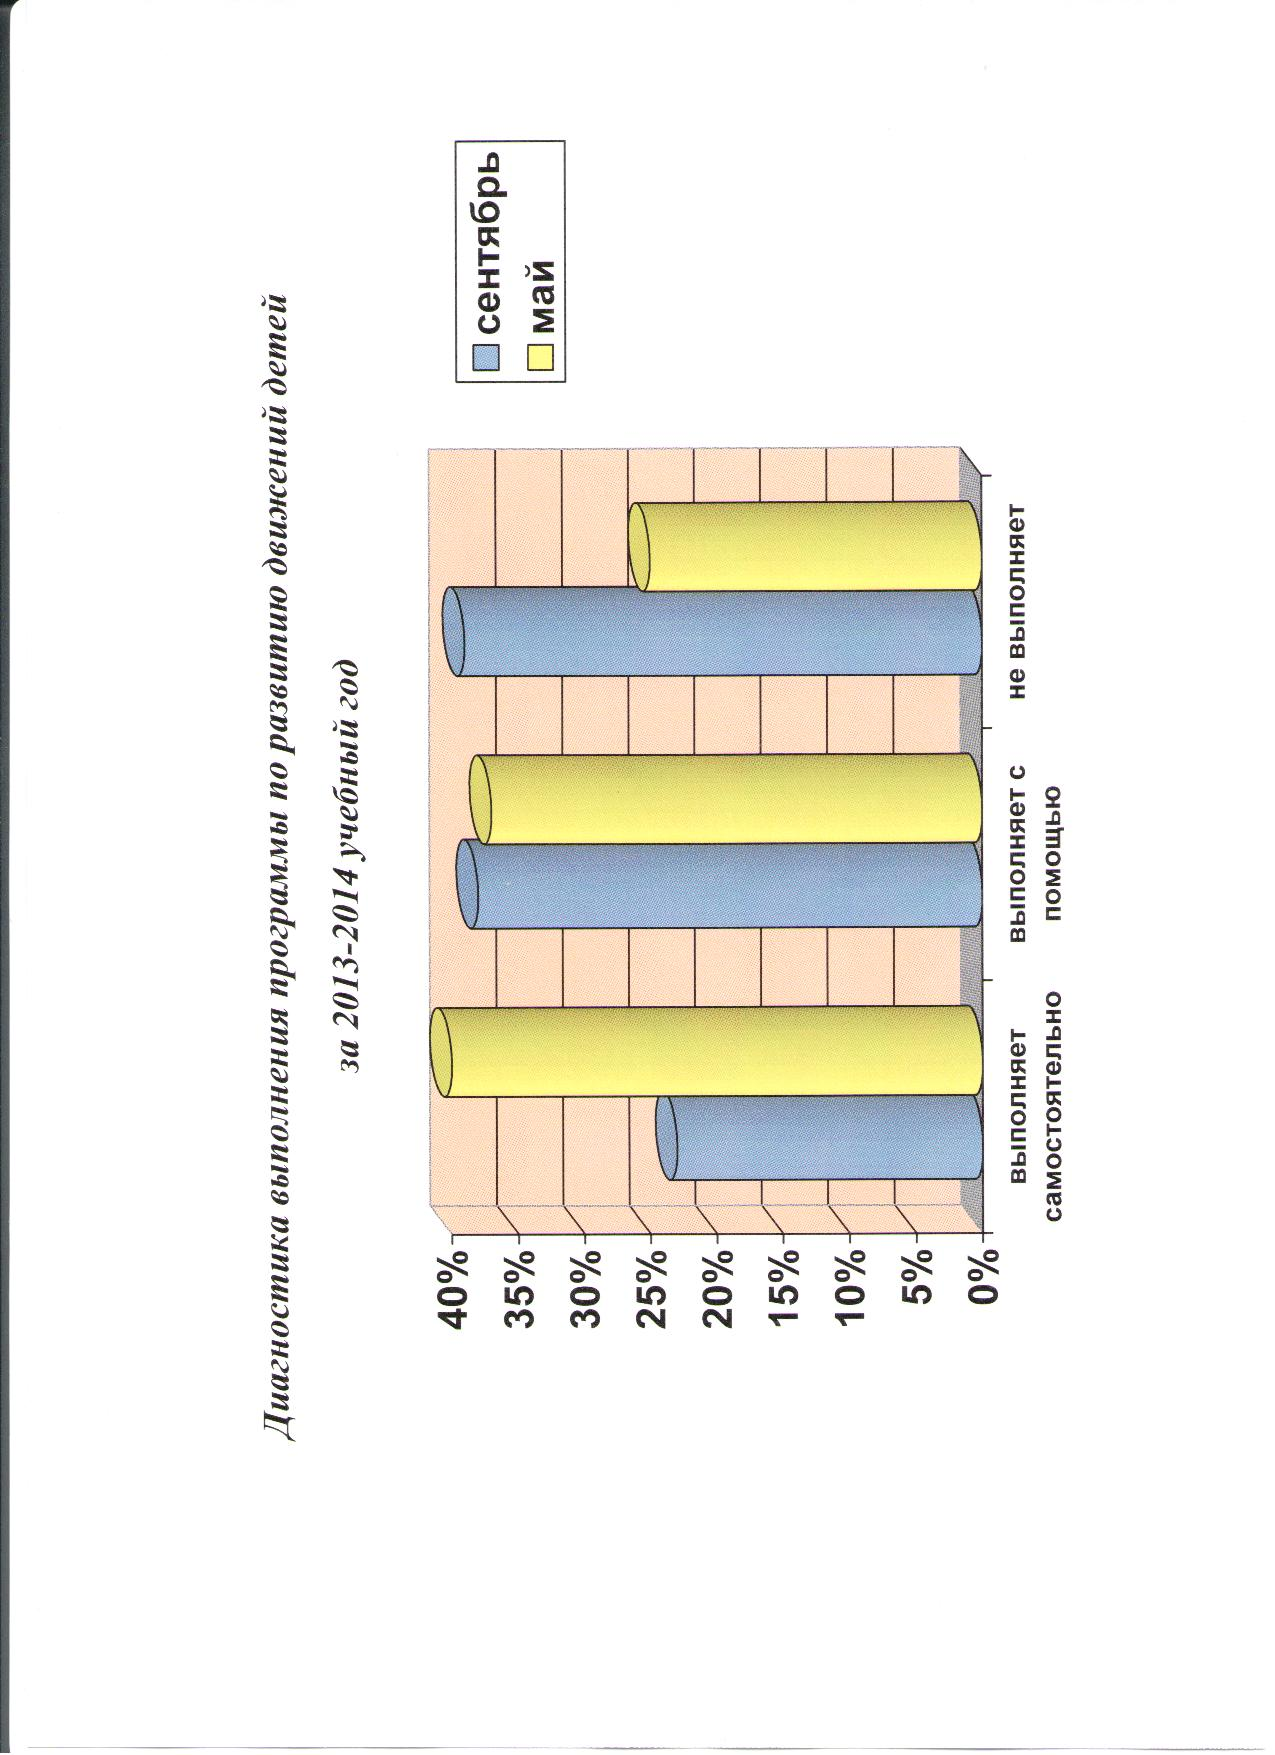 Диагностика выполнения программы по развитию движений детей
за 2013-2014 учебный год
40%
35%
30%
25%
20%
15%
10%
5%
0%
выполняет
самостоятельно
выполняет с
помощью
не выполняет
сентябрь
май